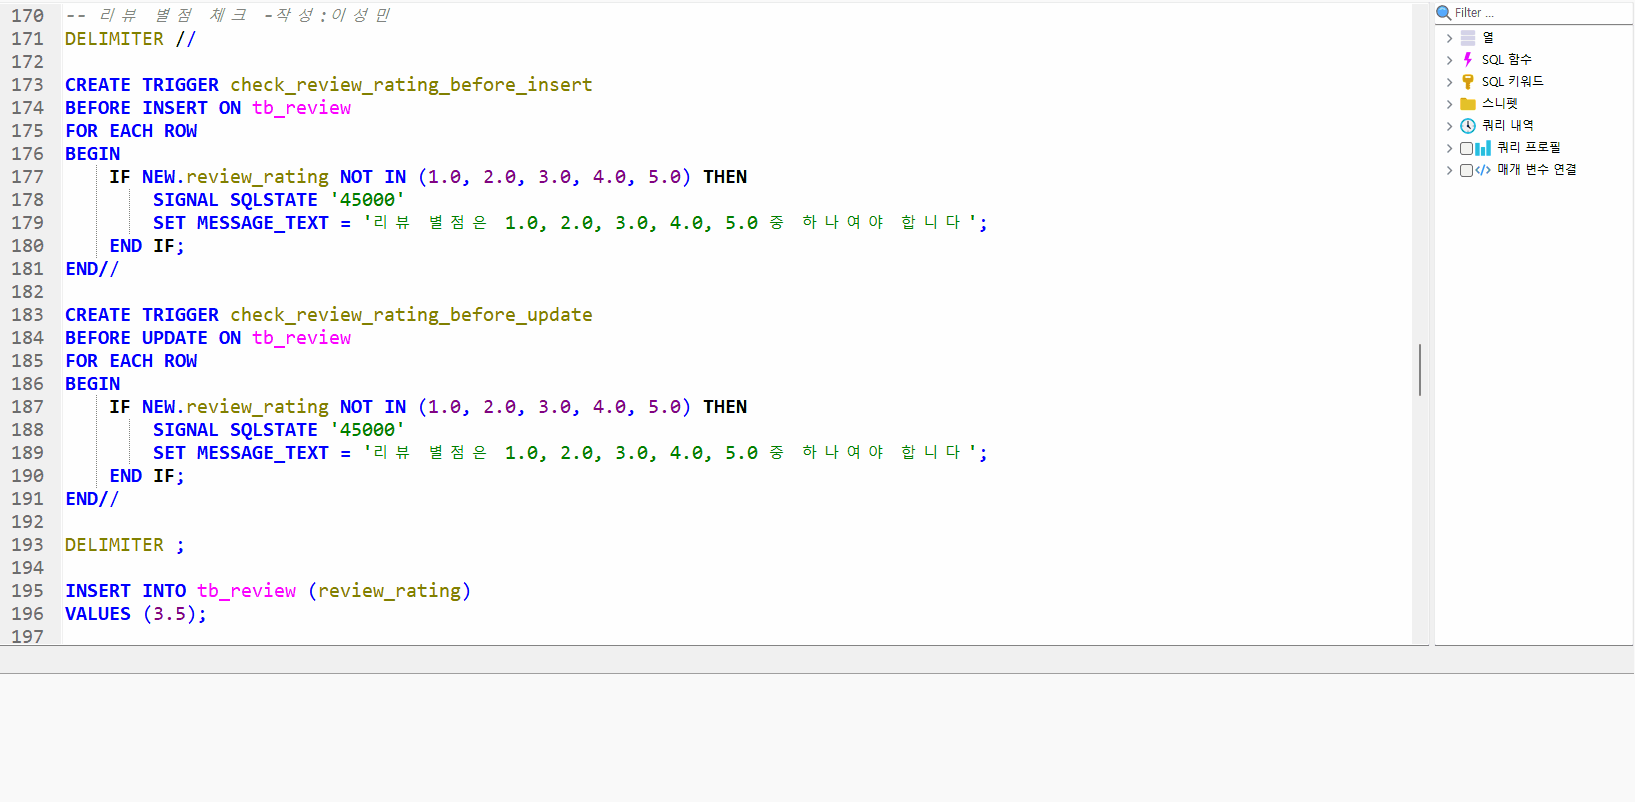 170 -- 리뷰 별점 체크 -작성:이성민
171 DELIMITER //
172
173 CREATE TRIGGER check_review_rating_before_insert
174 BEFORE INSERT ON tb_review
175 FOR EACH ROW
176 BEGIN
177 IF NEW.review_rating NOT IN (1.0, 2.0, 3.0, 4.0, 5.0) THEN
178 SIGNAL SQLSTATE '45000'
179 SET MESSAGE_TEXT = '리뷰 별점은 1.0, 2.0, 3.0, 4.0, 5.0 중 하나여야 합니다';
180 END IF;
181 END//
182
183 CREATE TRIGGER check_review_rating_before_update
184 BEFORE UPDATE ON tb_review
185 FOR EACH ROW
186 BEGIN
187 IF NEW.review_rating NOT IN (1.0, 2.0, 3.0, 4.0, 5.0) THEN
188 SIGNAL SQLSTATE '45000'
189 SET MESSAGE_TEXT = '리뷰 별점은 1.0, 2.0, 3.0, 4.0, 5.0 중 하나여야 합니다';
190 END IF;
191 END//
192
193 DELIMITER ;
194
195 INSERT INTO tb_review (review_rating)
196 VALUES (3.5);
197
Filter ...
열
SQL 함수
SQL 키워드
스니펫
쿼리 내역
쿼리 프로필
매개 변수 연결